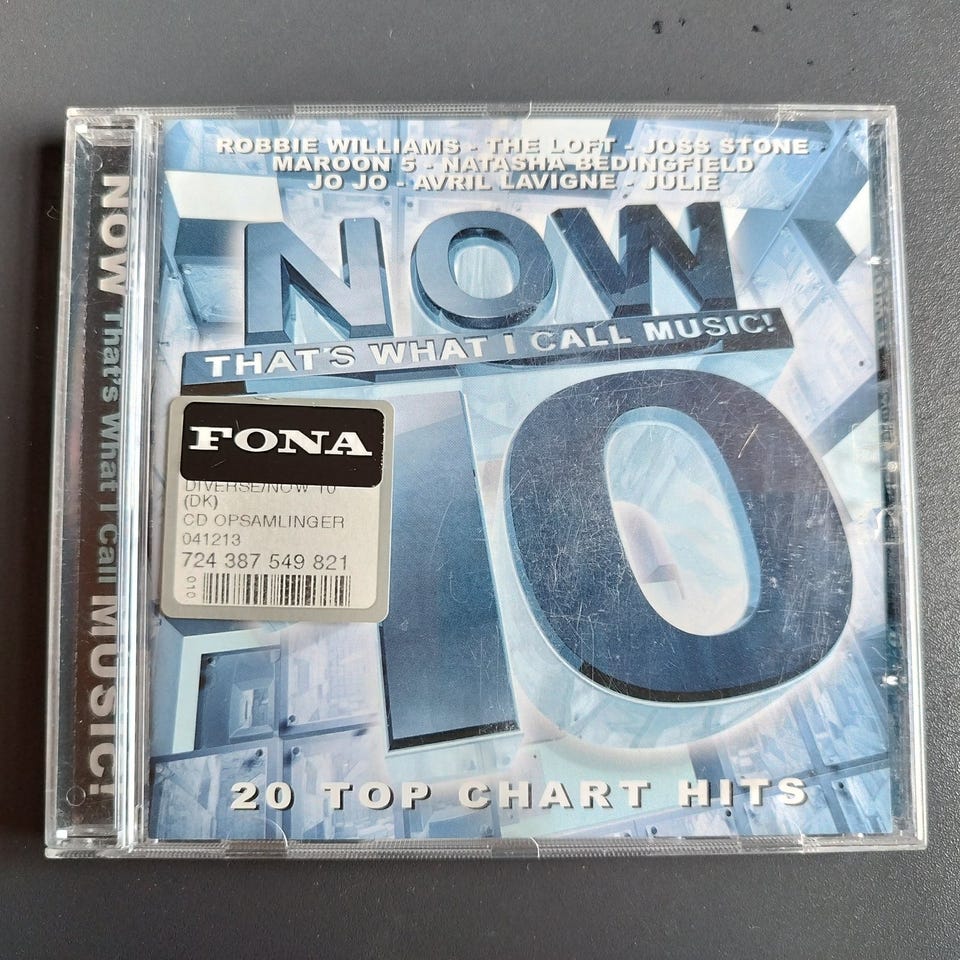 ROBBIE WILLIAMS - THE LOFT - JOSS STONE
MAROON 5 - NATASHA BEDINGFIELD
JO JO - AVRIL LAVIGNE - JULIE
NOW
THAT'S WHAT I CALL MUSIC!
10
FONA
DIVERSE/NOW 10
(DK)
CD OPSAMLINGER
041213
724 387 549 821
010
20 TOP CHART HITS
NOW That's What I Call MUSIC!